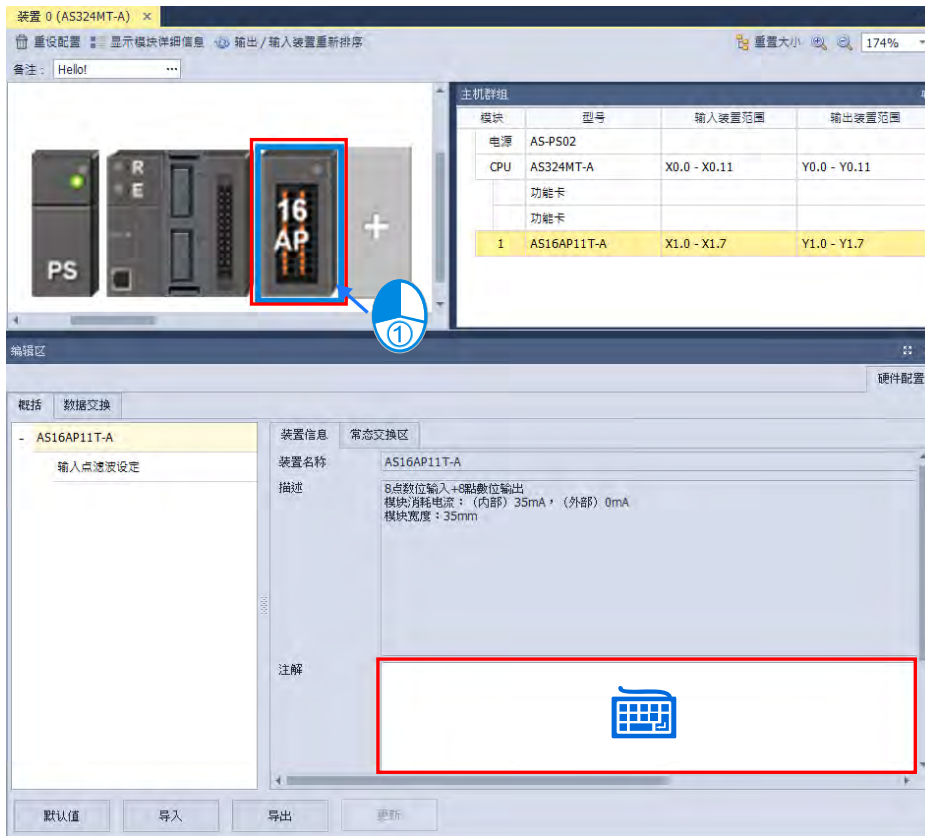 装置 0 (AS324MT-A) ×
重设配置 显示模块详细信息 输出/输入装置重新排序 重置大小 174%
备注： Hello! ···
主机群组
模块 型号 输入装置范围 输出装置范围
电源 AS-PS02
CPU AS324MT-A X0.0 - X0.11 Y0.0 - Y0.11
功能卡
功能卡
1 AS16AP11T-A X1.0 - X1.7 Y1.0 - Y1.7
R
E
PS
16
AP
+
①
编辑区
硬件配置
概括 数据交换
- AS16AP11T-A
输入点滤波设定
装置信息 常态交换区
装置名称 AS16AP11T-A
描述 8点数位输入+8點數位输出
模块消耗电流：（内部）35mA，（外部）0mA
模块宽度：35mm
注解
默认值 导入 导出 更新